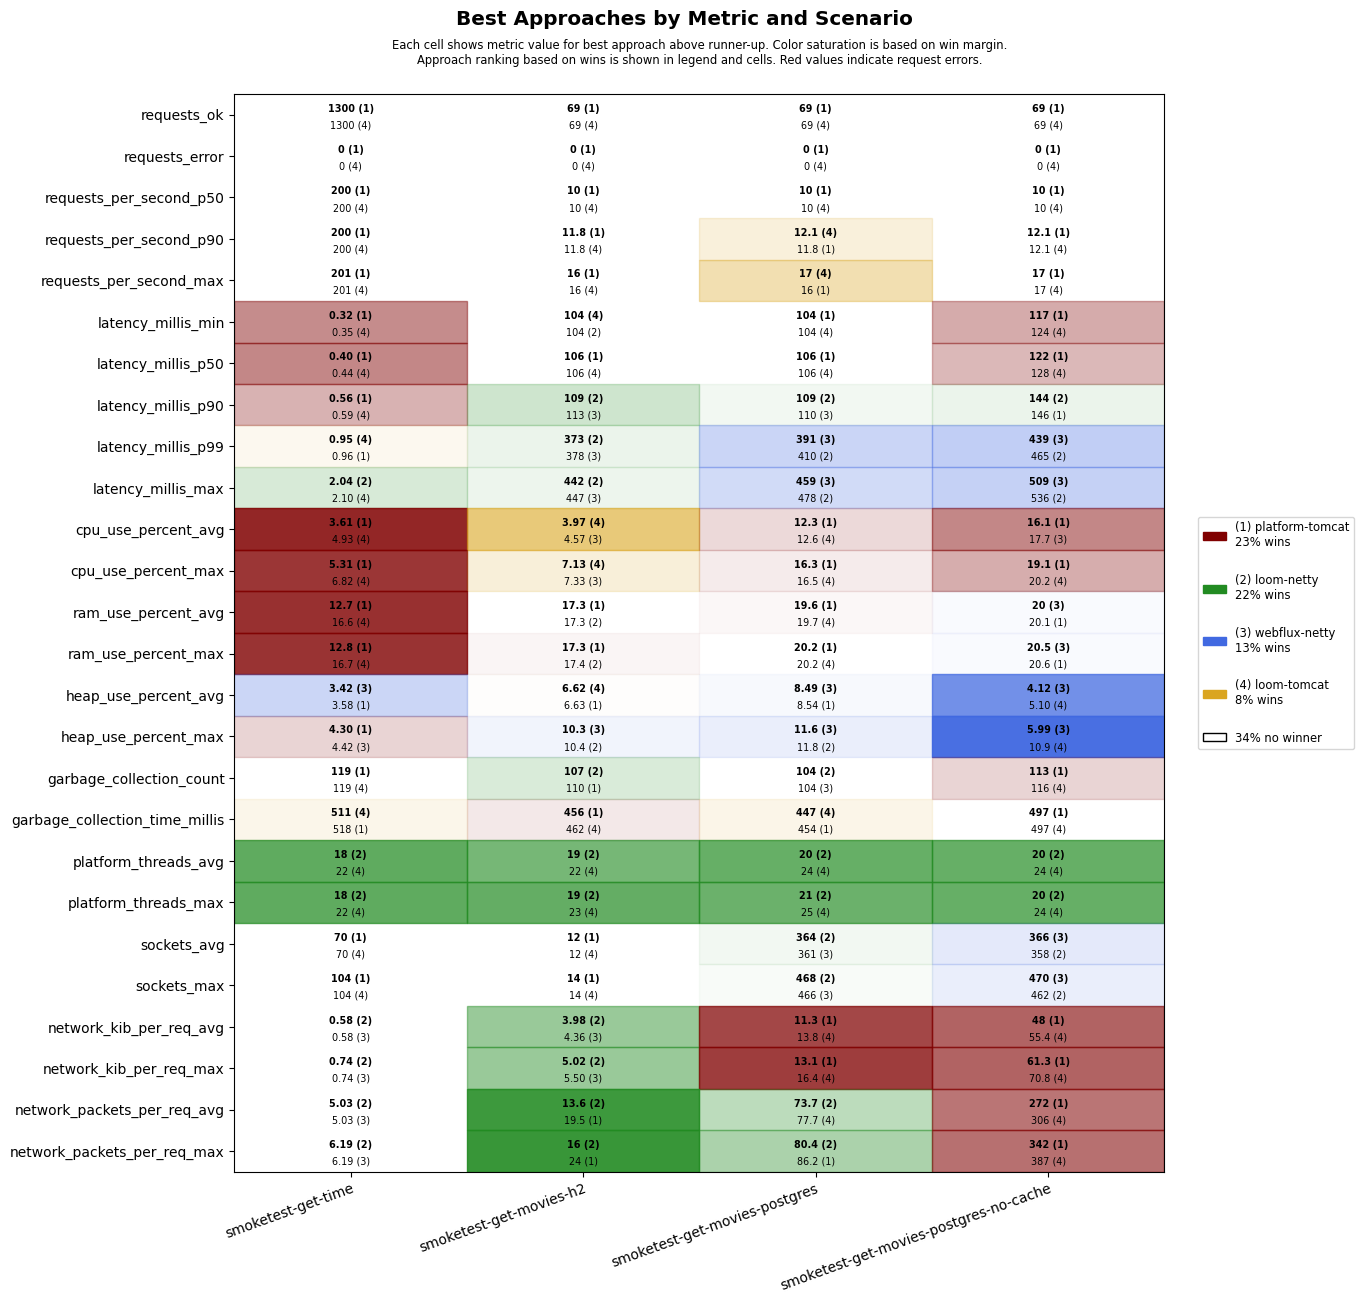 Best Approaches by Metric and Scenario
Each cell shows metric value for best approach above runner-up. Color saturation is based on win margin.
Approach ranking based on wins is shown in legend and cells. Red values indicate request errors.
requests_ok
1300 (1) 69 (1) 69 (1) 69 (1)
1300 (4) 69 (4) 69 (4) 69 (4)
requests_error
0 (1) 0 (1) 0 (1) 0 (1)
0 (4) 0 (4) 0 (4) 0 (4)
requests_per_second_p50
200 (1) 10 (1) 10 (1) 10 (1)
200 (4) 10 (4) 10 (4) 10 (4)
requests_per_second_p90
200 (1) 11.8 (1) 12.1 (4) 12.1 (1)
200 (4) 11.8 (4) 11.8 (1) 12.1 (4)
requests_per_second_max
201 (1) 16 (1) 17 (4) 17 (1)
201 (4) 16 (4) 16 (1) 17 (4)
latency_millis_min
0.32 (1) 104 (4) 104 (1) 117 (1)
0.35 (4) 104 (2) 104 (4) 124 (4)
latency_millis_p50
0.40 (1) 106 (1) 106 (1) 122 (1)
0.44 (4) 106 (4) 106 (4) 128 (4)
latency_millis_p90
0.56 (1) 109 (2) 109 (2) 144 (2)
0.59 (4) 113 (3) 110 (3) 146 (1)
latency_millis_p99
0.95 (4) 373 (2) 391 (3) 439 (3)
0.96 (1) 378 (3) 410 (2) 465 (2)
latency_millis_max
2.04 (2) 442 (2) 459 (3) 509 (3)
2.10 (4) 447 (3) 478 (2) 536 (2)
cpu_use_percent_avg
3.61 (1) 3.97 (4) 12.3 (1) 16.1 (1)
4.93 (4) 4.57 (3) 12.6 (4) 17.7 (3)
cpu_use_percent_max
5.31 (1) 7.13 (4) 16.3 (1) 19.1 (1)
6.82 (4) 7.33 (3) 16.5 (4) 20.2 (4)
ram_use_percent_avg
12.7 (1) 17.3 (1) 19.6 (1) 20 (3)
16.6 (4) 17.3 (2) 19.7 (4) 20.1 (1)
ram_use_percent_max
12.8 (1) 17.3 (1) 20.2 (1) 20.5 (3)
16.7 (4) 17.4 (2) 20.2 (4) 20.6 (1)
heap_use_percent_avg
3.42 (3) 6.62 (4) 8.49 (3) 4.12 (3)
3.58 (1) 6.63 (1) 8.54 (1) 5.10 (4)
heap_use_percent_max
4.30 (1) 10.3 (3) 11.6 (3) 5.99 (3)
4.42 (3) 10.4 (2) 11.8 (2) 10.9 (4)
garbage_collection_count
119 (1) 107 (2) 104 (2) 113 (1)
119 (4) 110 (1) 104 (3) 116 (4)
garbage_collection_time_millis
511 (4) 456 (1) 447 (4) 497 (1)
518 (1) 462 (4) 454 (1) 497 (4)
platform_threads_avg
18 (2) 19 (2) 20 (2) 20 (2)
22 (4) 22 (4) 24 (4) 24 (4)
platform_threads_max
18 (2) 19 (2) 21 (2) 20 (2)
22 (4) 23 (4) 25 (4) 24 (4)
sockets_avg
70 (1) 12 (1) 364 (2) 366 (3)
70 (4) 12 (4) 361 (3) 358 (2)
sockets_max
104 (1) 14 (1) 468 (2) 470 (3)
104 (4) 14 (4) 466 (3) 462 (2)
network_kib_per_req_avg
0.58 (2) 3.98 (2) 11.3 (1) 48 (1)
0.58 (3) 4.36 (3) 13.8 (4) 55.4 (4)
network_kib_per_req_max
0.74 (2) 5.02 (2) 13.1 (1) 61.3 (1)
0.74 (3) 5.50 (3) 16.4 (4) 70.8 (4)
network_packets_per_req_avg
5.03 (2) 13.6 (2) 73.7 (2) 272 (1)
5.03 (3) 19.5 (1) 77.7 (4) 306 (4)
network_packets_per_req_max
6.19 (2) 16 (2) 80.4 (2) 342 (1)
6.19 (3) 24 (1) 86.2 (1) 387 (4)
smoketest-get-time
smoketest-get-movies-h2
smoketest-get-movies-postgres
smoketest-get-movies-postgres-no-cache
(1) platform-tomcat
23% wins
(2) loom-netty
22% wins
(3) webflux-netty
13% wins
(4) loom-tomcat
8% wins
34% no winner